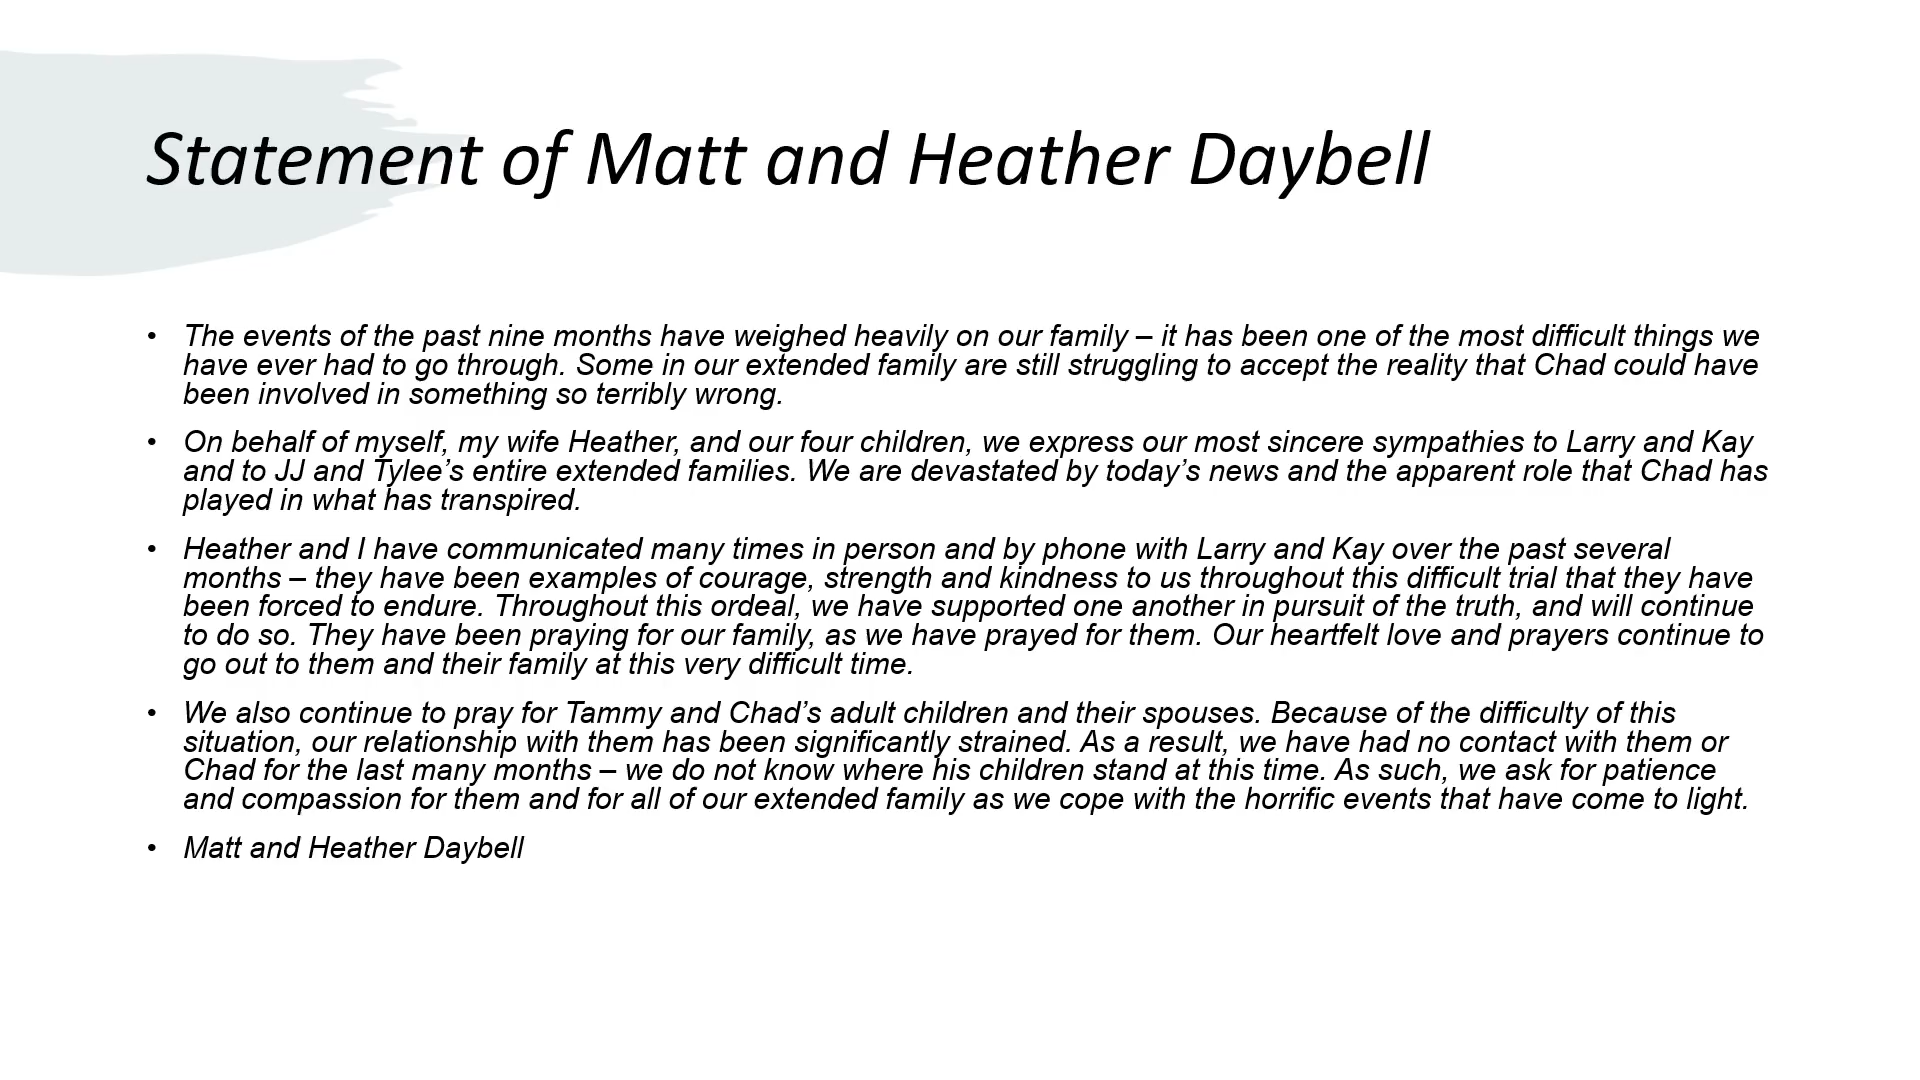 Statement of Matt and Heather Daybell
• The events of the past nine months have weighed heavily on our family – it has been one of the most difficult things we
have ever had to go through. Some in our extended family are still struggling to accept the reality that Chad could have
been involved in something so terribly wrong.
• On behalf of myself, my wife Heather, and our four children, we express our most sincere sympathies to Larry and Kay
and to JJ and Tylee’s entire extended families. We are devastated by today’s news and the apparent role that Chad has
played in what has transpired.
• Heather and I have communicated many times in person and by phone with Larry and Kay over the past several
months – they have been examples of courage, strength and kindness to us throughout this difficult trial that they have
been forced to endure. Throughout this ordeal, we have supported one another in pursuit of the truth, and will continue
to do so. They have been praying for our family, as we have prayed for them. Our heartfelt love and prayers continue to
go out to them and their family at this very difficult time.
• We also continue to pray for Tammy and Chad’s adult children and their spouses. Because of the difficulty of this
situation, our relationship with them has been significantly strained. As a result, we have had no contact with them or
Chad for the last many months – we do not know where his children stand at this time. As such, we ask for patience
and compassion for them and for all of our extended family as we cope with the horrific events that have come to light.
• Matt and Heather Daybell